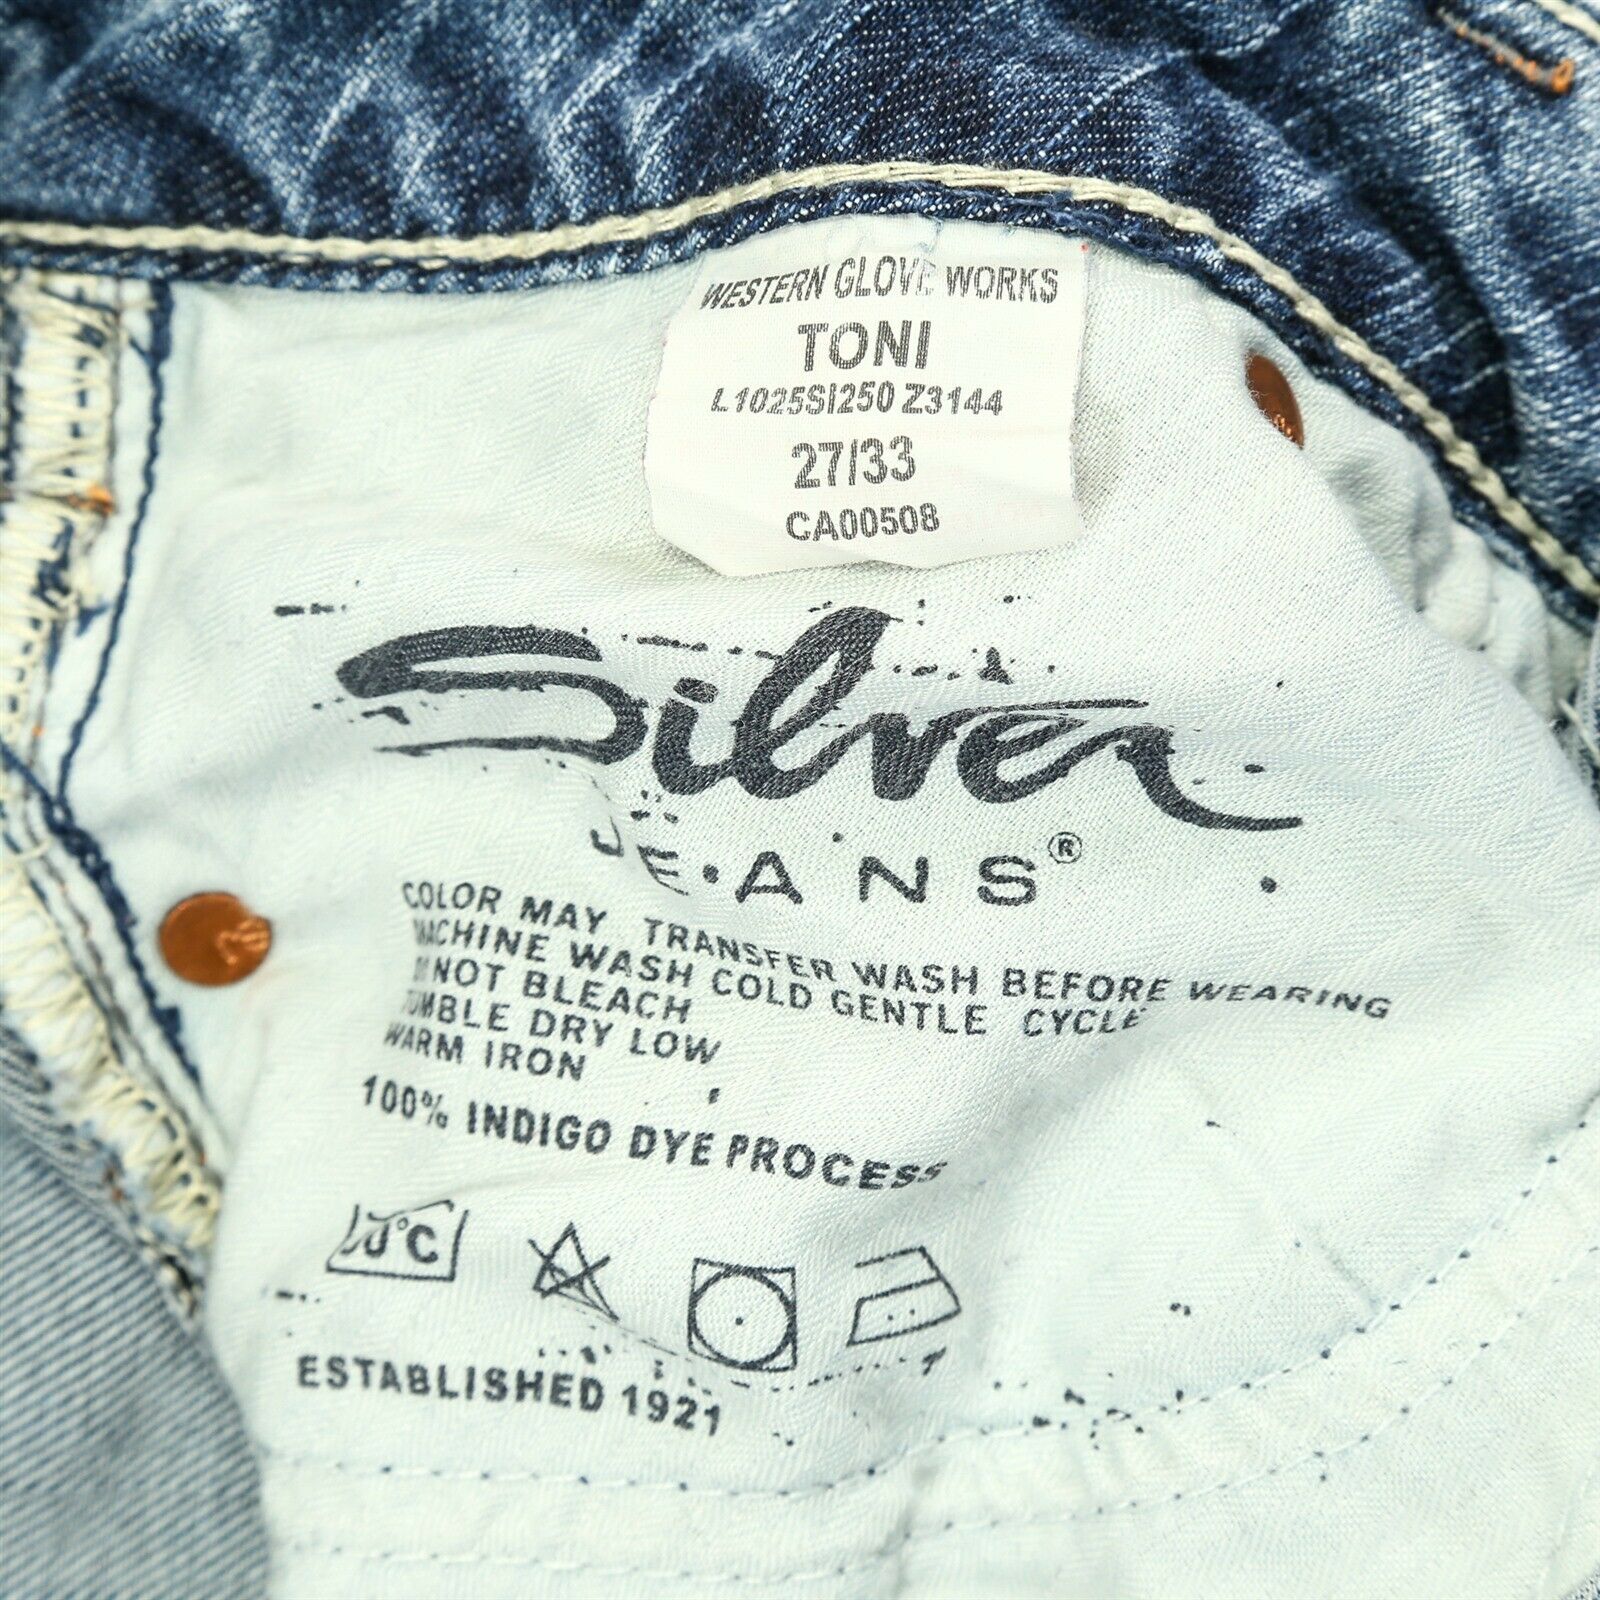 WESTERN GLOVE WORKS
TONI
L1025SI250 Z3144
27/33
CA00508
Silver
JEANS®
COLOR MAY TRANSFER WASH BEFORE WEARING
MACHINE WASH COLD GENTLE CYCLE
DO NOT BLEACH
TUMBLE DRY LOW
WARM IRON
100% INDIGO DYE PROCESS
°C
ESTABLISHED 1921